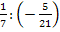 1/7 : (− 5/21)